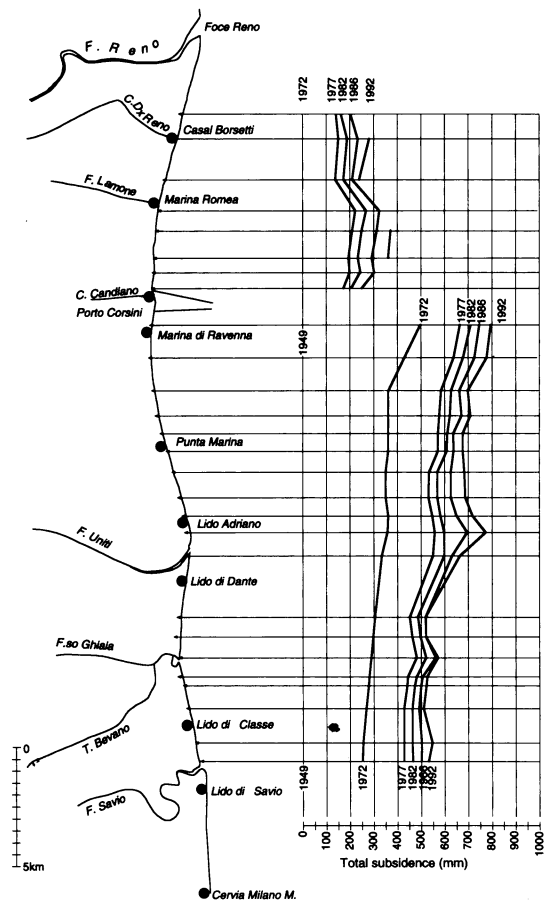 Foce Reno
F. Reno
1972
1977
1982
1986
1992
C.Dx Reno
Casal Borsetti
F. Lamone
Marina Romea
C. Candiano
Porto Corsini
Marina di Ravenna
1949
1972
1977
1982
1986
1992
Punta Marina
Lido Adriano
F. Uniti
Lido di Dante
F.so Ghiaia
Lido di Classe
T. Bevano
1949
1972
1977
1982
1986
1992
0
Lido di Savio
F. Savio
5km
0
100
200
300
400
500
600
700
800
900
1000
Total subsidence (mm)
Cervia Milano M.